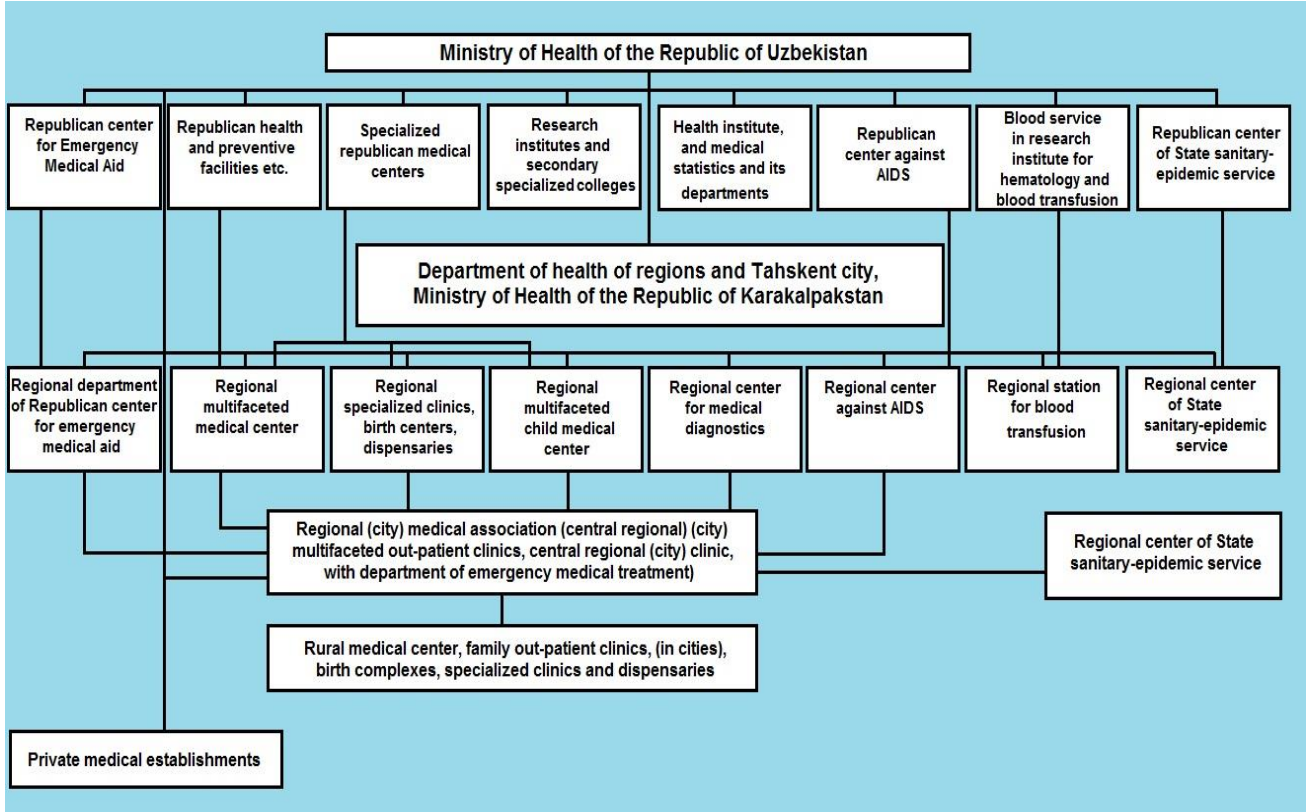 Ministry of Health of the Republic of Uzbekistan
Republican center
for Emergency
Medical Aid
Republican health
and preventive
facilities etc.
Specialized
republican medical
centers
Research
institutes and
secondary
specialized colleges
Health institute,
and medical
statistics and its
departments
Republican
center against
AIDS
Blood service
in research
institute for
hematology and
blood transfusion
Republican center
of State sanitary-
epidemic service
Department of health of regions and Tahskent city,
Ministry of Health of the Republic of Karakalpakstan
Regional department
of Republican center
for emergency
medical aid
Regional
multifaceted
medical center
Regional
specialized clinics,
birth centers,
dispensaries
Regional
multifaceted
child medical
center
Regional center
for medical
diagnostics
Regional center
against AIDS
Regional station
for blood
transfusion
Regional center
of State
sanitary-epidemic
service
Regional (city) medical association (central regional) (city)
multifaceted out-patient clinics, central regional (city) clinic,
with department of emergency medical treatment)
Regional center of State
sanitary-epidemic service
Rural medical center, family out-patient clinics, (in cities),
birth complexes, specialized clinics and dispensaries
Private medical establishments